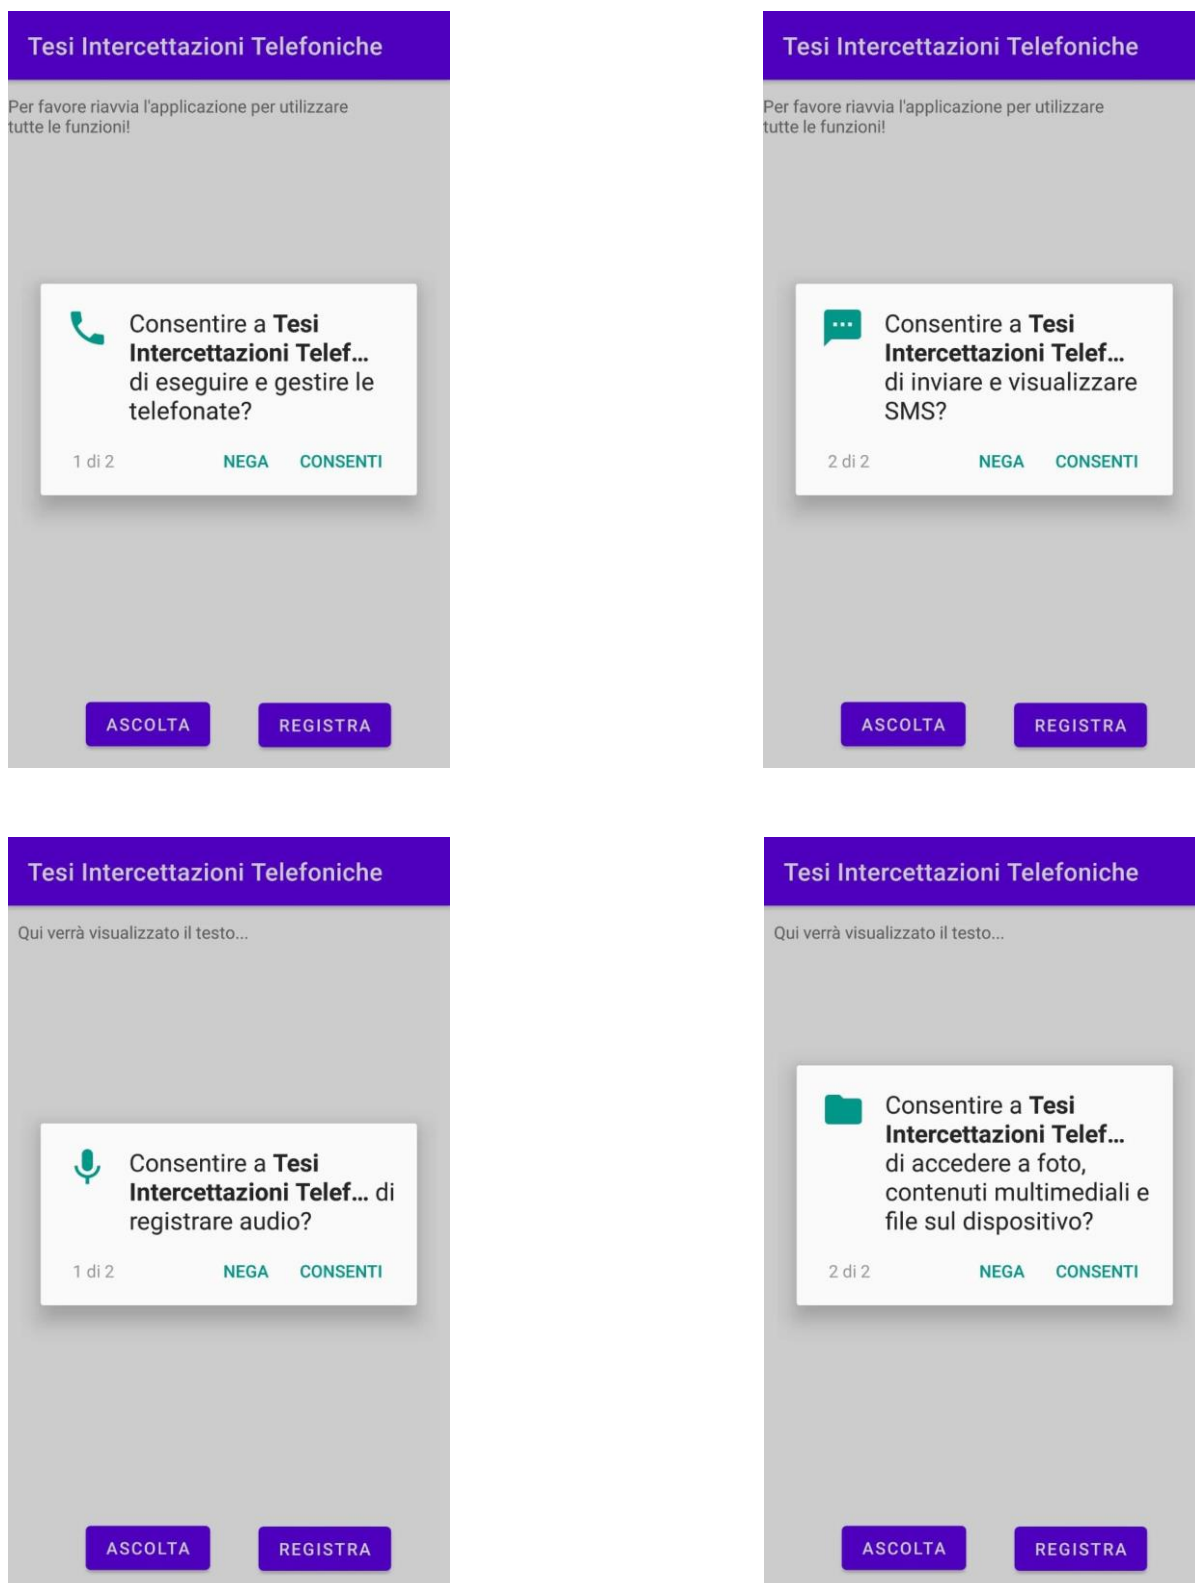 Tesi Intercettazioni Telefoniche
Per favore riavvia l'applicazione per utilizzare
tutte le funzioni!
Consentire a Tesi
Intercettazioni Telef...
di eseguire e gestire le
telefonate?
1 di 2 NEGA CONSENTI
ASCOLTA REGISTRA
Tesi Intercettazioni Telefoniche
Per favore riavvia l'applicazione per utilizzare
tutte le funzioni!
Consentire a Tesi
Intercettazioni Telef...
di inviare e visualizzare
SMS?
2 di 2 NEGA CONSENTI
ASCOLTA REGISTRA
Tesi Intercettazioni Telefoniche
Qui verrà visualizzato il testo...
Consentire a Tesi
Intercettazioni Telef... di
registrare audio?
1 di 2 NEGA CONSENTI
ASCOLTA REGISTRA
Tesi Intercettazioni Telefoniche
Qui verrà visualizzato il testo...
Consentire a Tesi
Intercettazioni Telef...
di accedere a foto,
contenuti multimediali e
file sul dispositivo?
2 di 2 NEGA CONSENTI
ASCOLTA REGISTRA